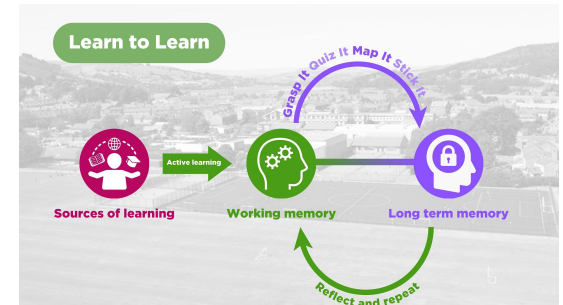 Learn to Learn
Grasp It Quiz It Map It Stick It
Active learning
Sources of learning
Working memory
Long term memory
Reflect and repeat